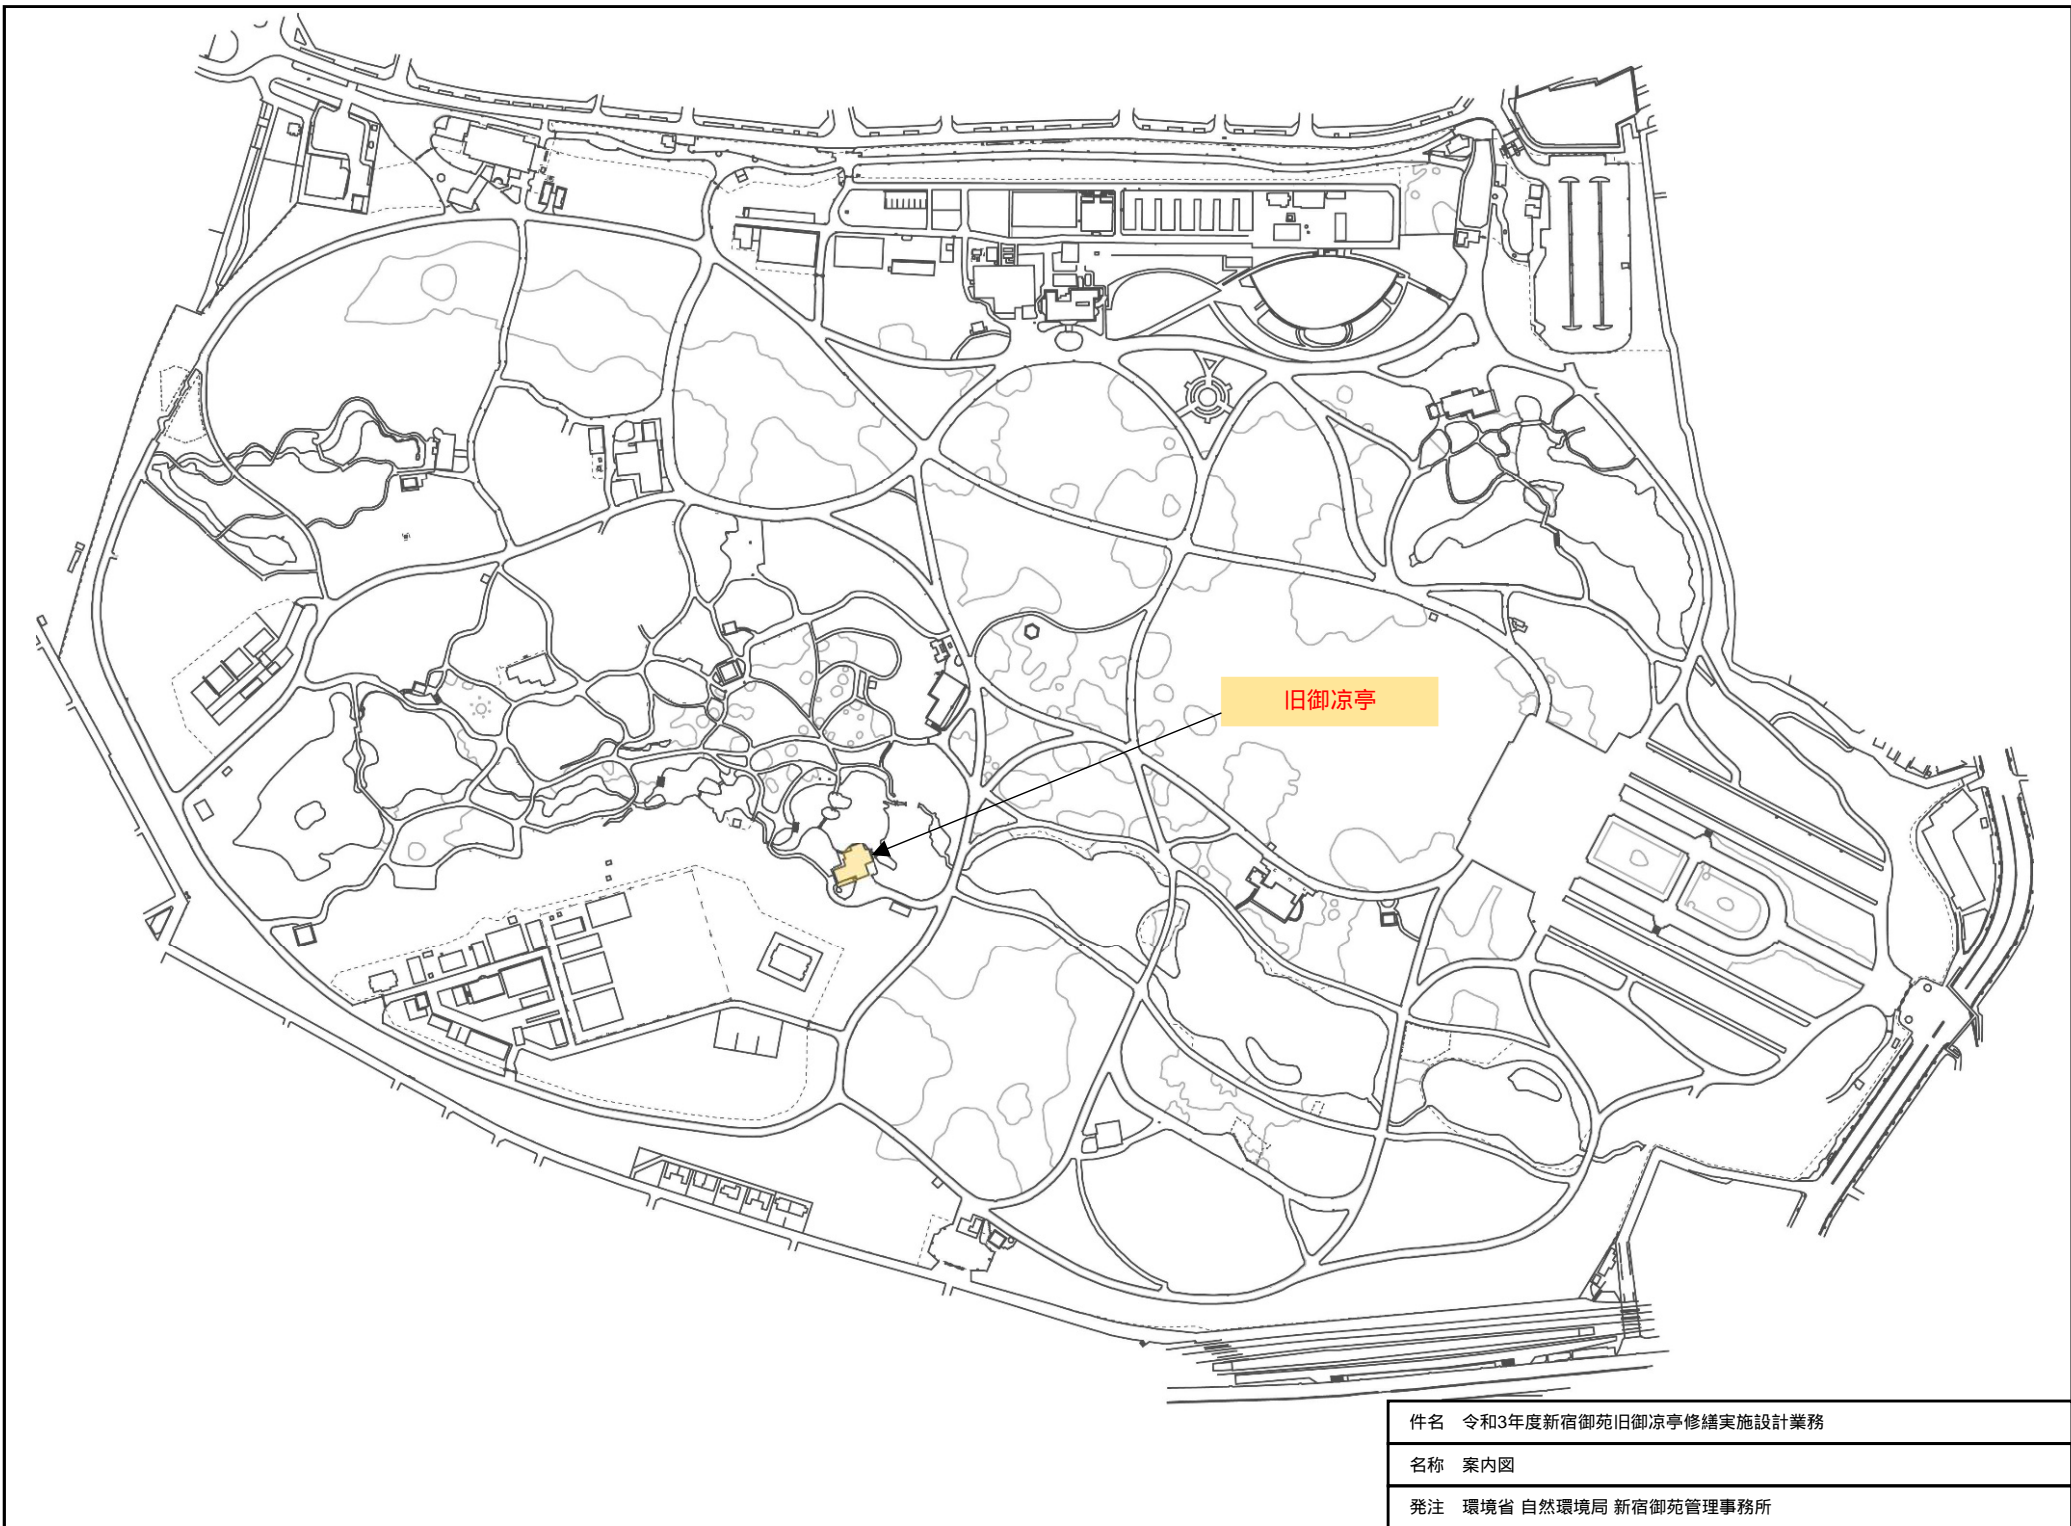 旧御凉亭
件名 令和3年度新宿御苑旧御凉亭修繕実施設計業務
名称 案内図
発注 環境省 自然環境局 新宿御苑管理事務所